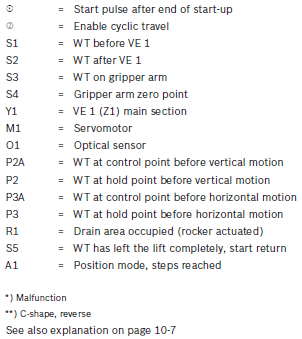 ① = Start pulse after end of start-up
② = Enable cyclic travel
S1 = WT before VE 1
S2 = WT after VE 1
S3 = WT on gripper arm
S4 = Gripper arm zero point
Y1 = VE 1 (Z1) main section
M1 = Servomotor
O1 = Optical sensor
P2A = WT at control point before vertical motion
P2 = WT at hold point before vertical motion
P3A = WT at control point before horizontal motion
P3 = WT at hold point before horizontal motion
R1 = Drain area occupied (rocker actuated)
S5 = WT has left the lift completely, start return
A1 = Position mode, steps reached
*) Malfunction
**) C-shape, reverse
See also explanation on page 10-7